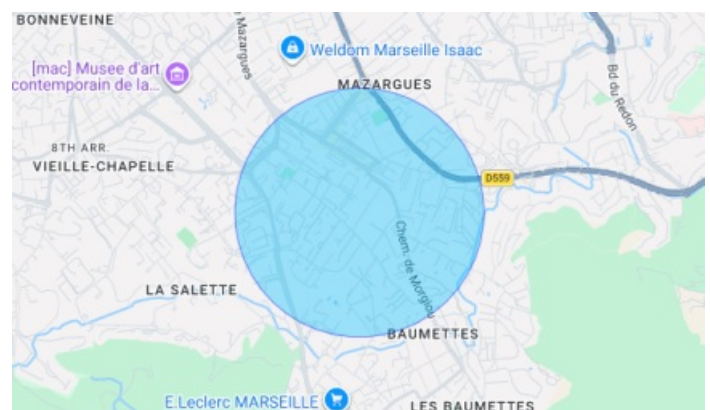 BONNEVEINE
Mazargues
Weldom Marseille Isaac
[mac] Musee d'art
contemporain de la...
MAZARGUES
Bd du Redon
8TH ARR.
VIEILLE-CHAPELLE
D559
Chem. de Morgiou
LA SALETTE
BAUMETTES
E.Leclerc MARSEILLE
LES BAUMETTES